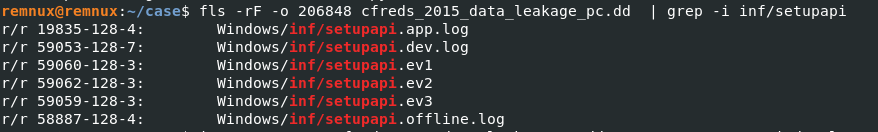 remnux@remnux:~/case$ fls -rF -o 206848 cfreds_2015_data_leakage_pc.dd  | grep -i inf/setupapi
r/r 19835-128-4:	Windows/inf/setupapi.app.log
r/r 59053-128-7:	Windows/inf/setupapi.dev.log
r/r 59060-128-3:	Windows/inf/setupapi.ev1
r/r 59062-128-3:	Windows/inf/setupapi.ev2
r/r 59059-128-3:	Windows/inf/setupapi.ev3
r/r 58887-128-4:	Windows/inf/setupapi.offline.log